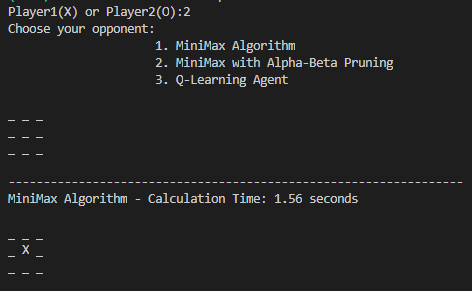 Player1(X) or Player2(O):2
Choose your opponent:
1. MiniMax Algorithm
2. MiniMax with Alpha-Beta Pruning
3. Q-Learning Agent
_ _ _
_ _ _
_ _ _
-----------------------------------------------------------------
MiniMax Algorithm - Calculation Time: 1.56 seconds
_ _ _
_ X _
_ _ _